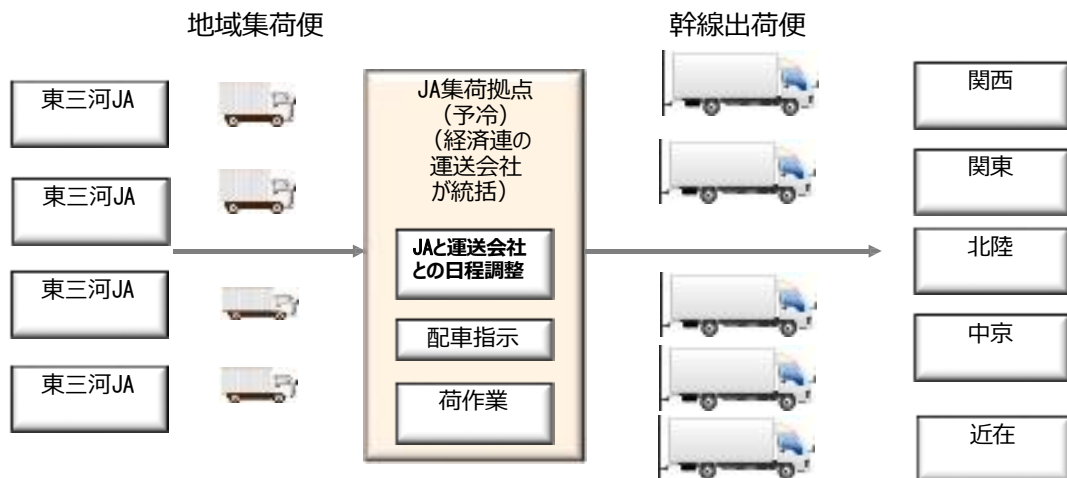 地域集荷便
幹線出荷便
東三河JA
東三河JA
東三河JA
東三河JA
JA集荷拠点
（予冷）
（経済連の
運送会社
が統括）
JAと運送会社
との日程調整
配車指示
荷作業
関西
関東
北陸
中京
近在